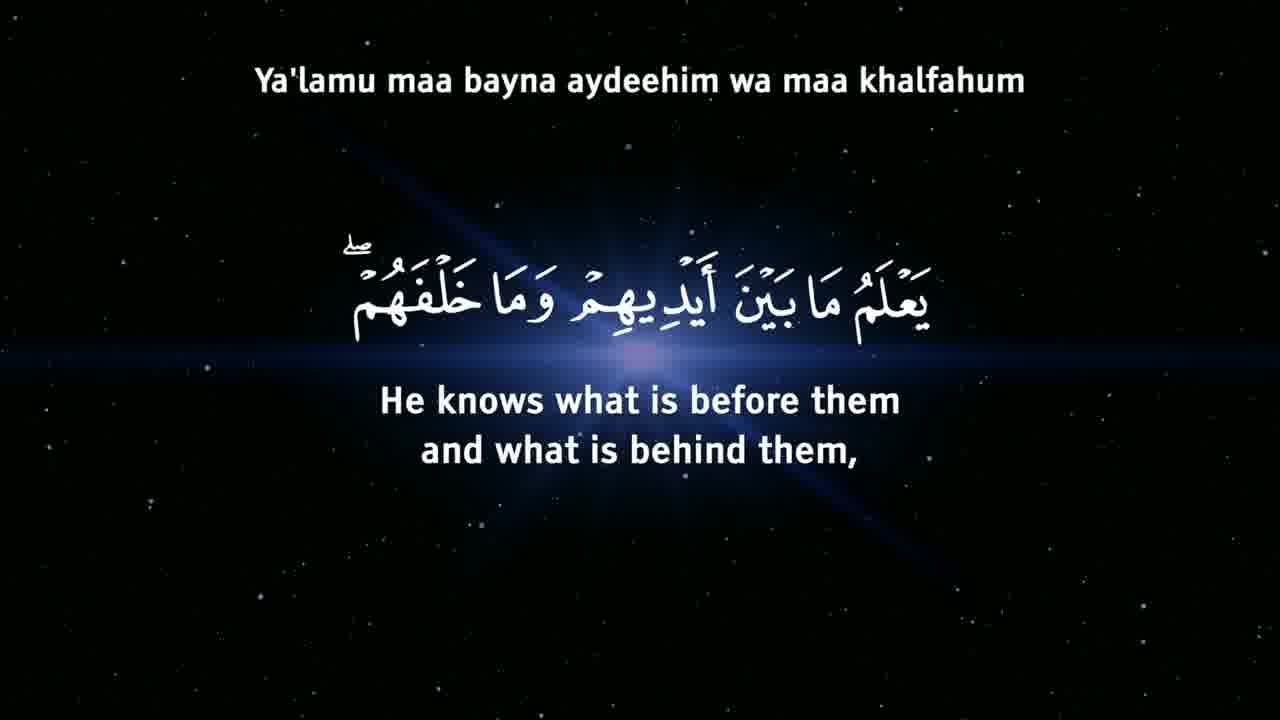 Ya'lamu maa bayna aydeehim wa maa khalfahum
يَعْلَمُ مَا بَيْنَ أَيْدِيهِمْ وَمَا خَلْفَهُمْ ۖ
He knows what is before them
and what is behind them,